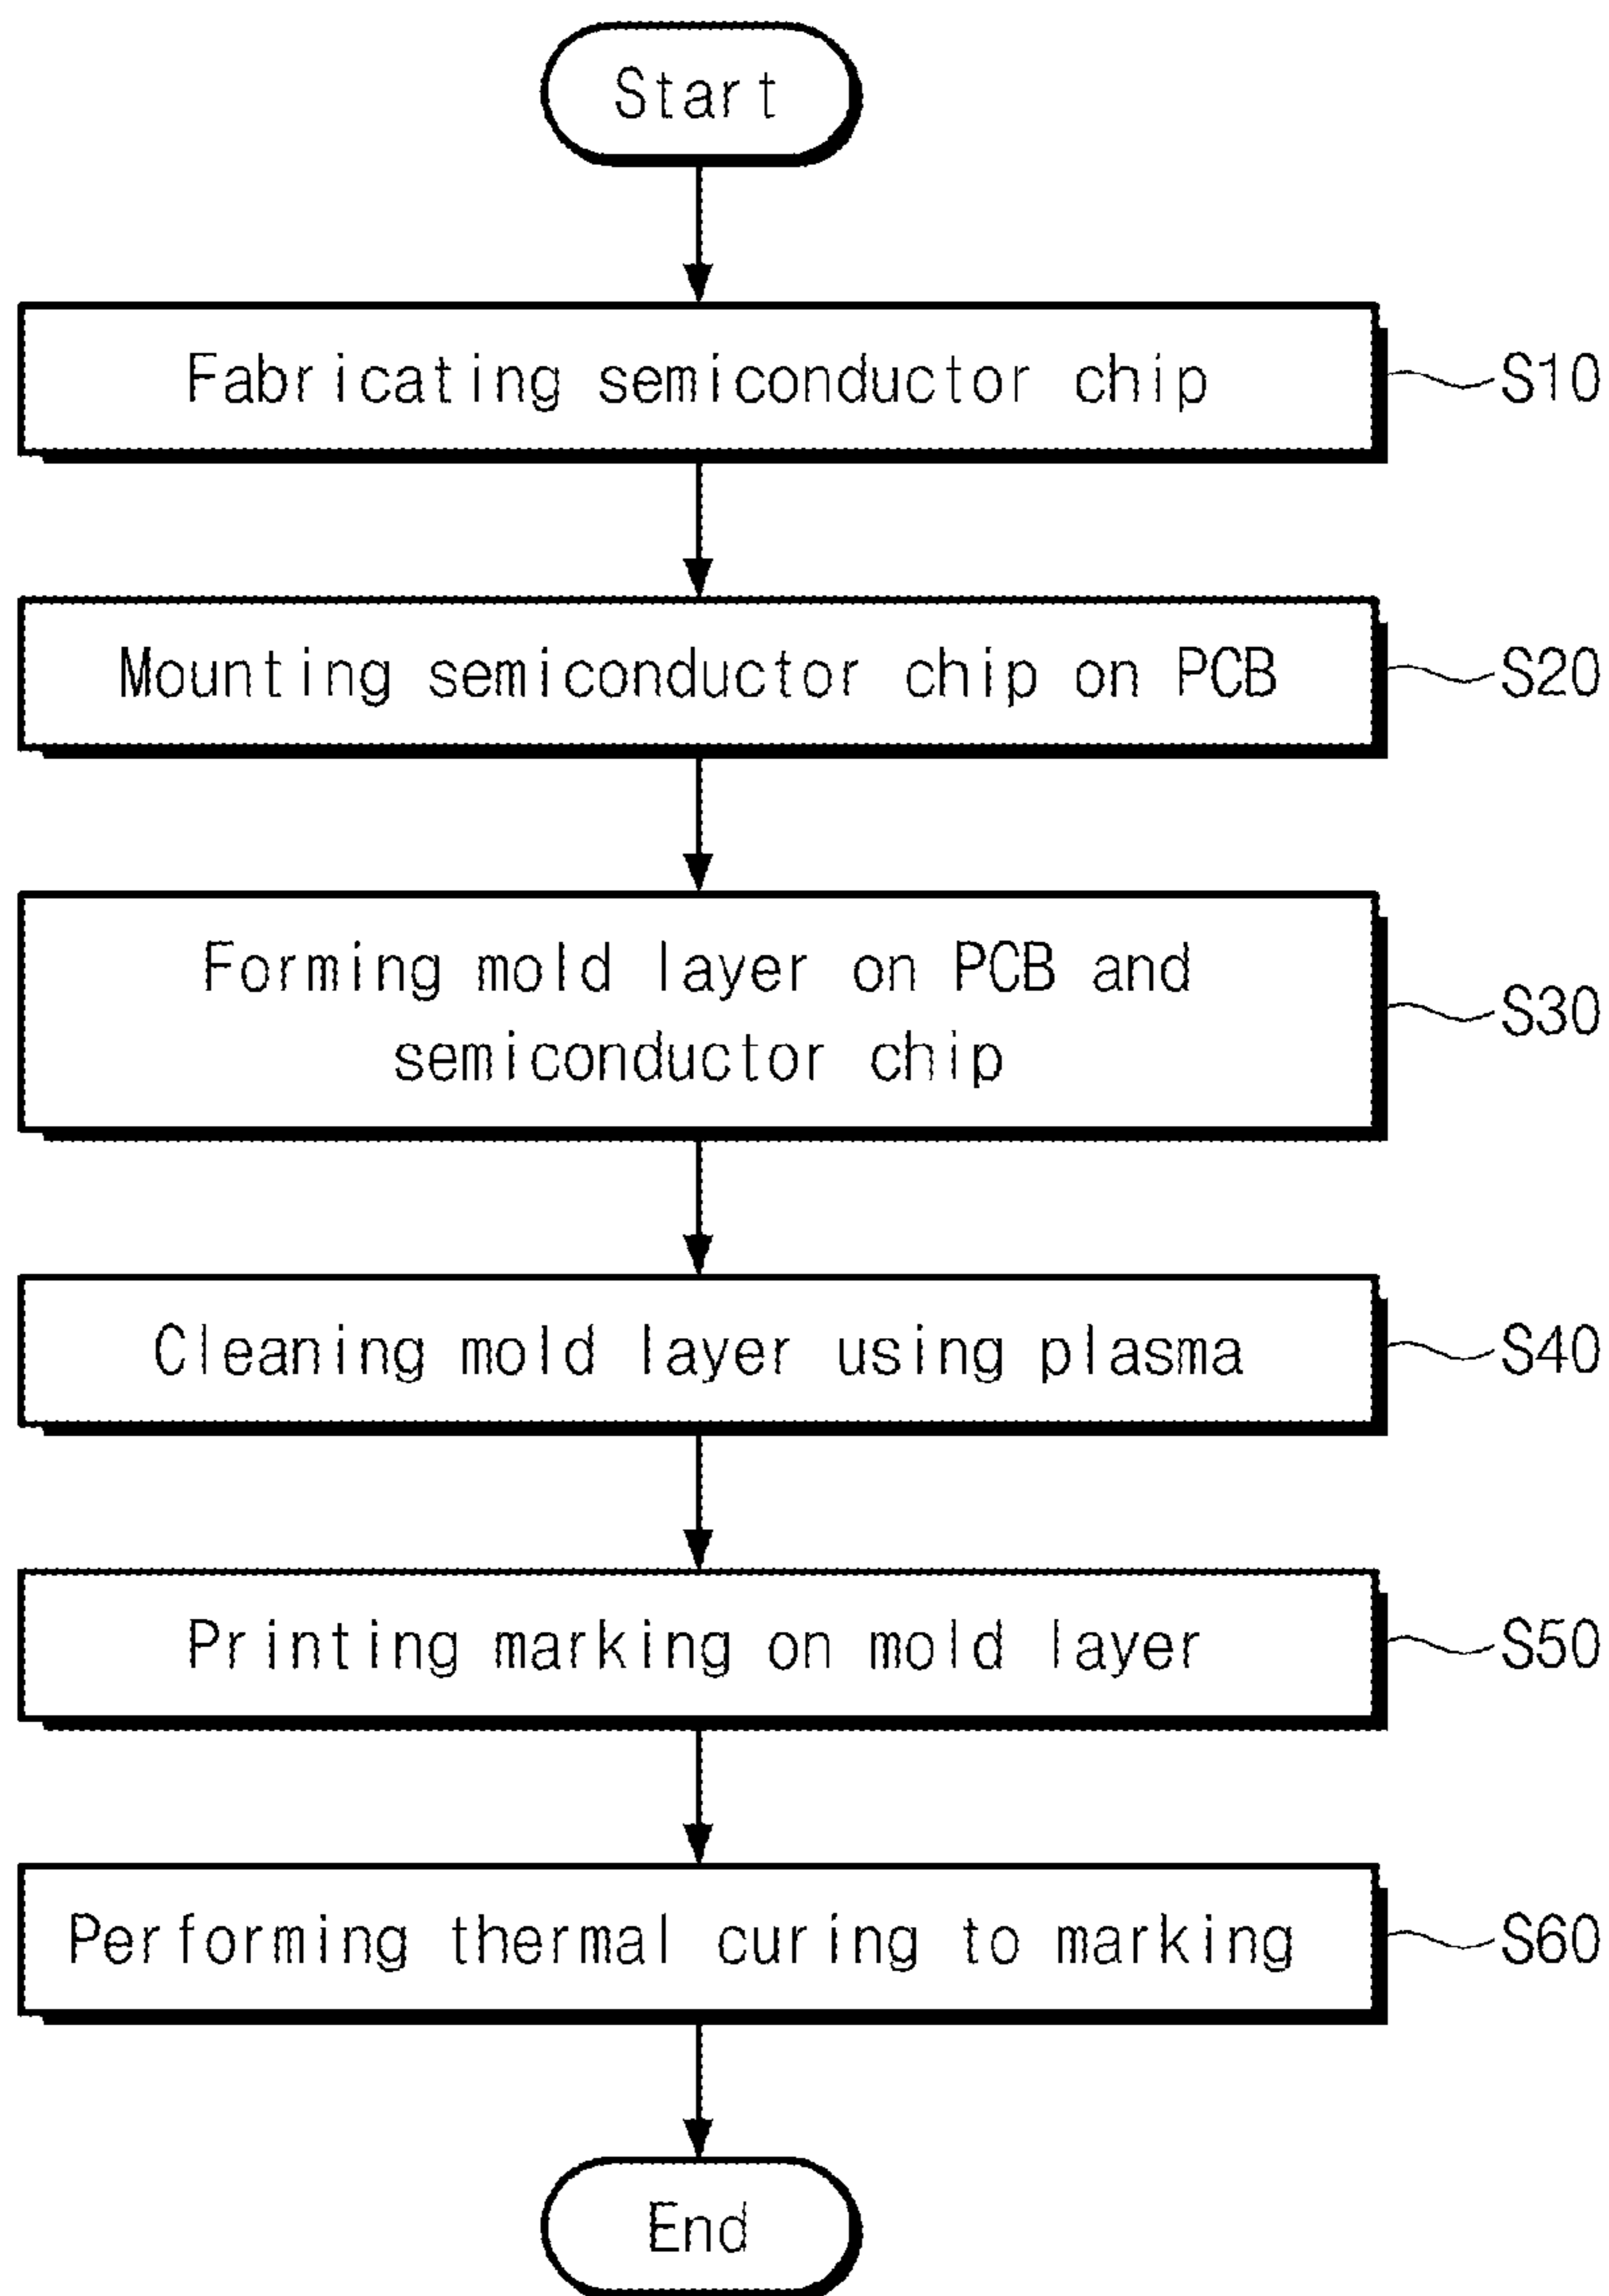 Start
Fabricating semiconductor chip
S10
Mounting semiconductor chip on PCB
S20
Forming mold layer on PCB and
semiconductor chip
S30
Cleaning mold layer using plasma
S40
Printing marking on mold layer
S50
Performing thermal curing to marking
S60
End